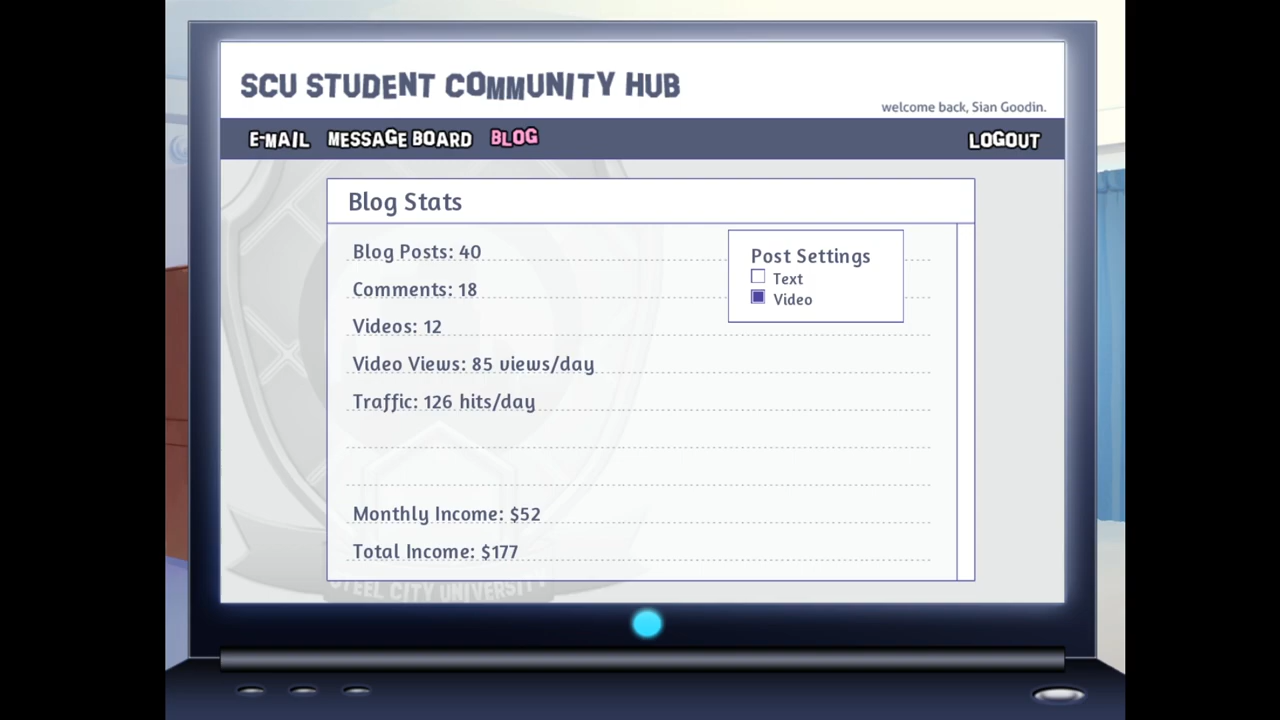 SCU STUDENT COMMUNITY HUB
welcome back, Sian Goodin.
E-MAIL MESSAGE BOARD BLOG LOGOUT
Blog Stats
Blog Posts: 40
Comments: 18
Videos: 12
Video Views: 85 views/day
Traffic: 126 hits/day
Monthly Income: $52
Total Income: $177
Post Settings
Text
Video
STEEL CITY UNIVERSITY